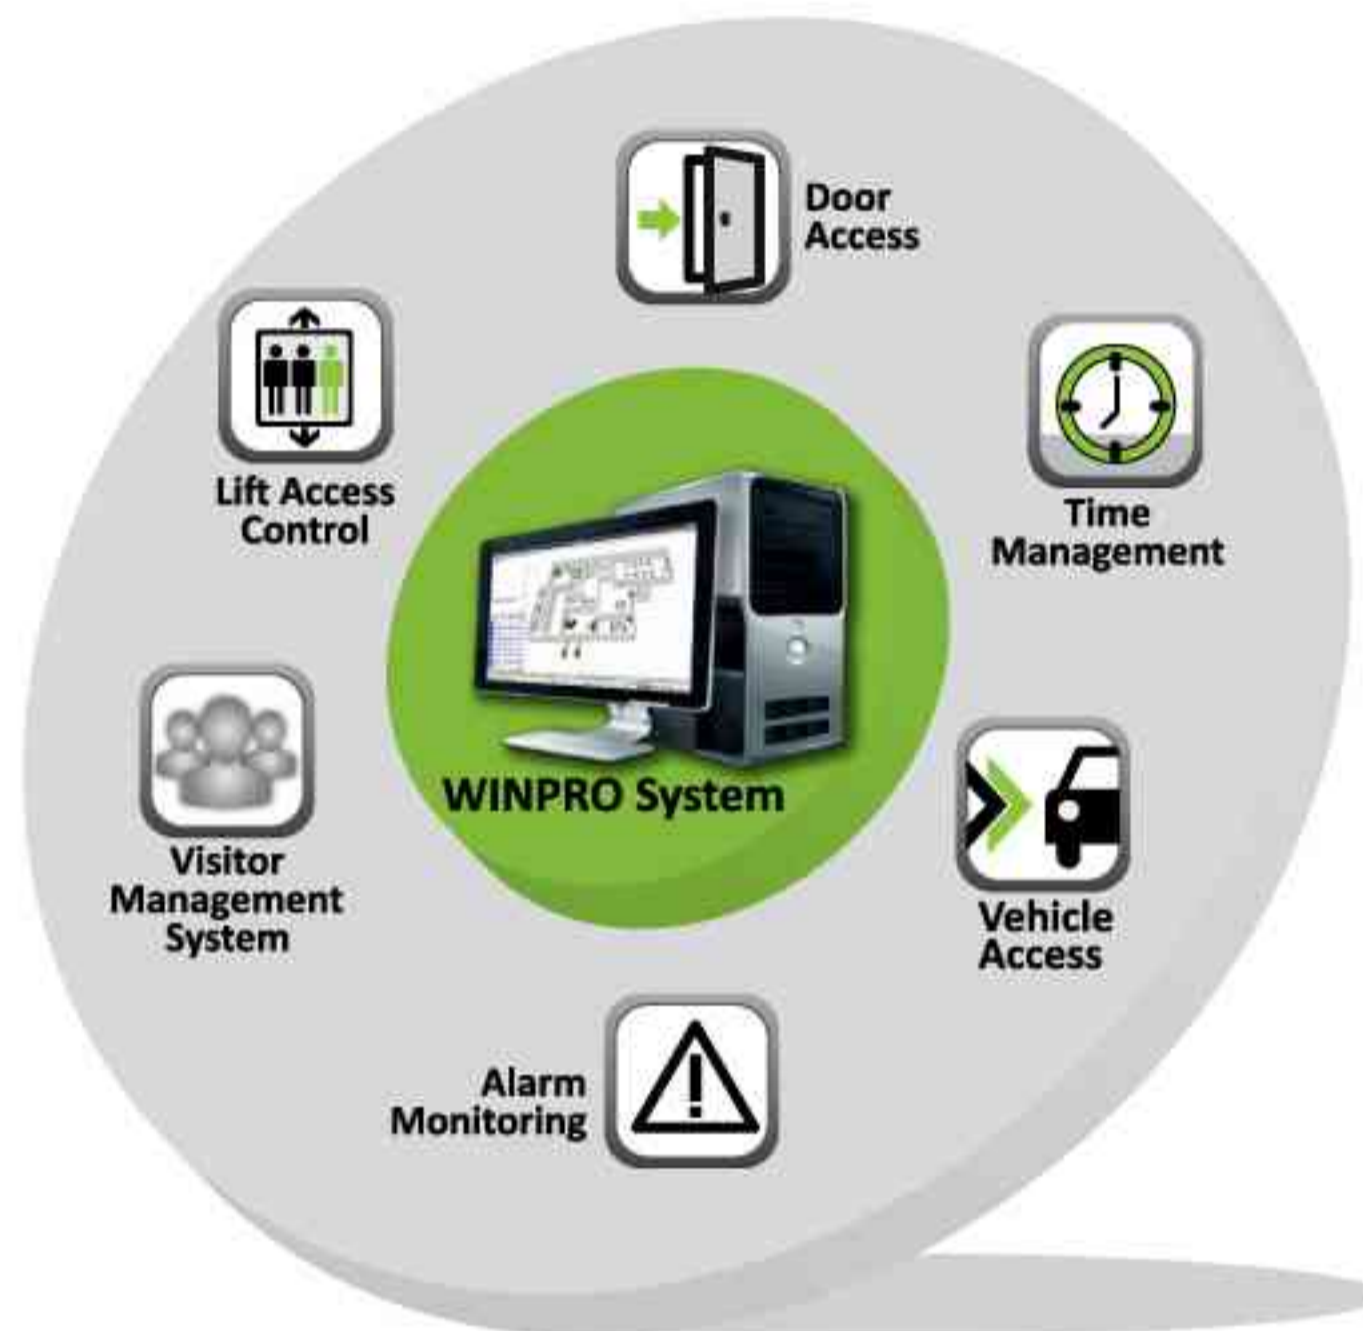 Door
Access
Lift Access
Control
Time
Management
WINPRO System
Visitor
Management
System
Vehicle
Access
Alarm
Monitoring